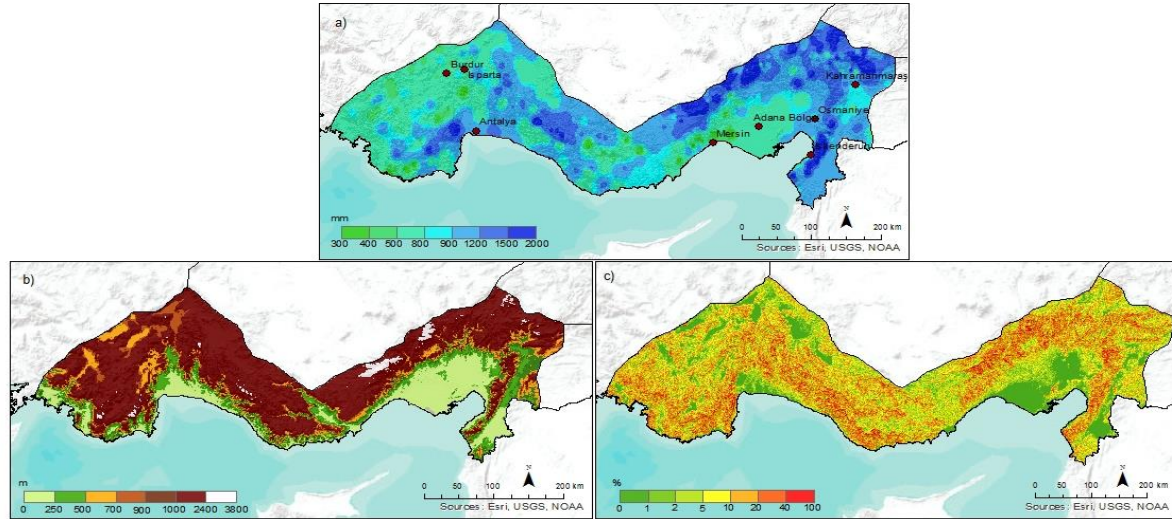 a)
Burdur
Isparta
Kahramanmaraş
Osmaniye
Adana Bölge
Antalya
Mersin
İskenderun
N
mm
300 400 500 800 900 1200 1500 2000
0 50 100 200 km
Sources: Esri, USGS, NOAA
b)
N
m
0 250 500 700 900 1000 2400 3800
0 50 100 200 km
Sources: Esri, USGS, NOAA
c)
N
%
0 1 2 5 10 20 40 100
0 50 100 200 km
Sources: Esri, USGS, NOAA